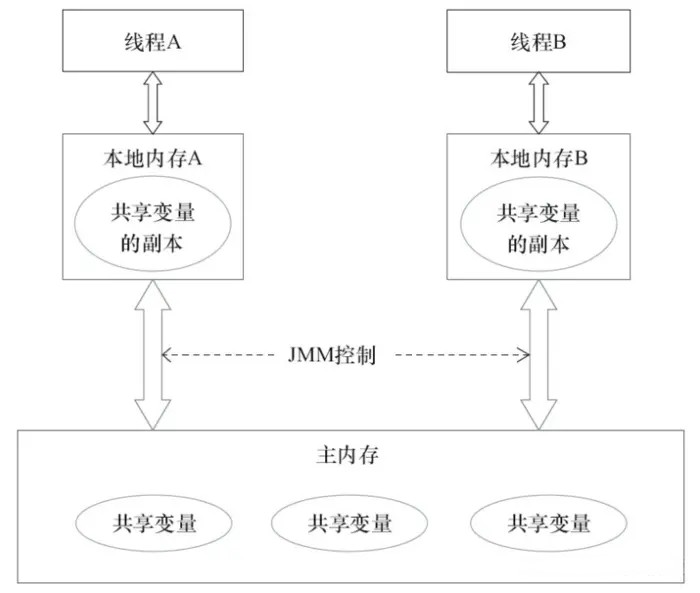 线程A
线程B
本地内存A
本地内存B
共享变量
的副本
共享变量
的副本
JMM控制
主内存
共享变量
共享变量
共享变量